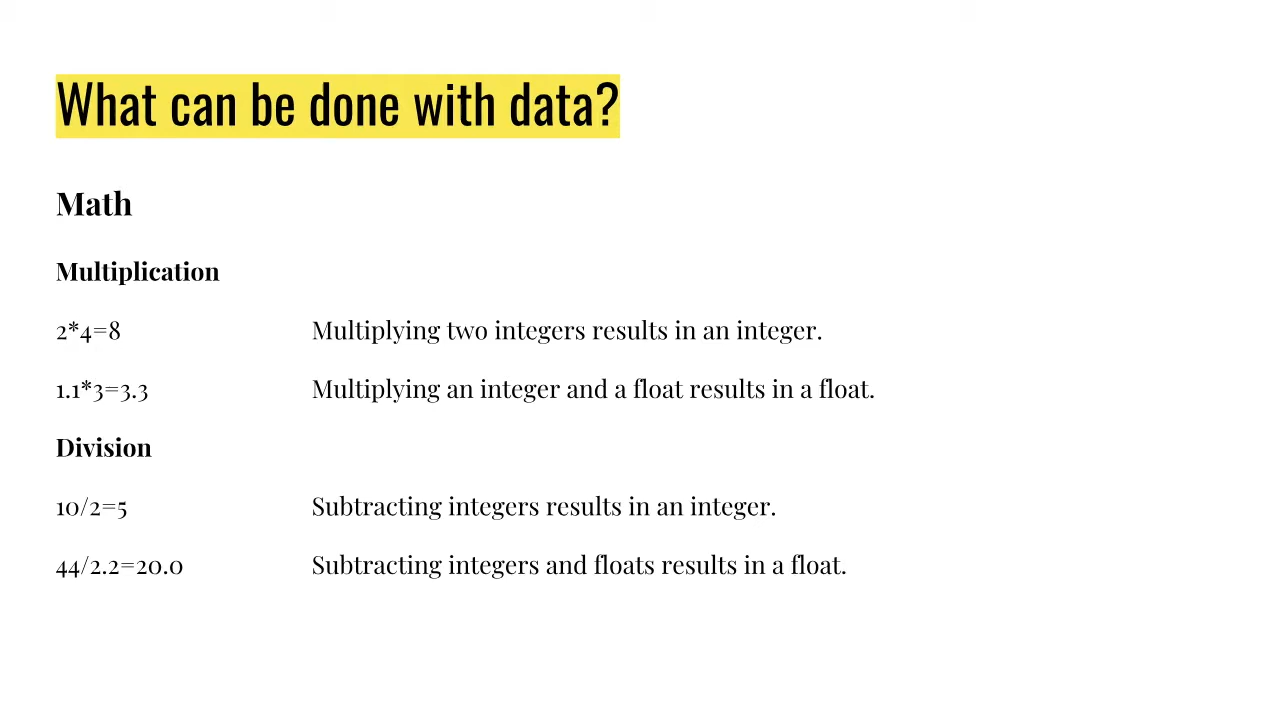 What can be done with data?
Math
Multiplication
2*4=8 Multiplying two integers results in an integer.
1.1*3=3.3 Multiplying an integer and a float results in a float.
Division
10/2=5 Subtracting integers results in an integer.
44/2.2=20.0 Subtracting integers and floats results in a float.